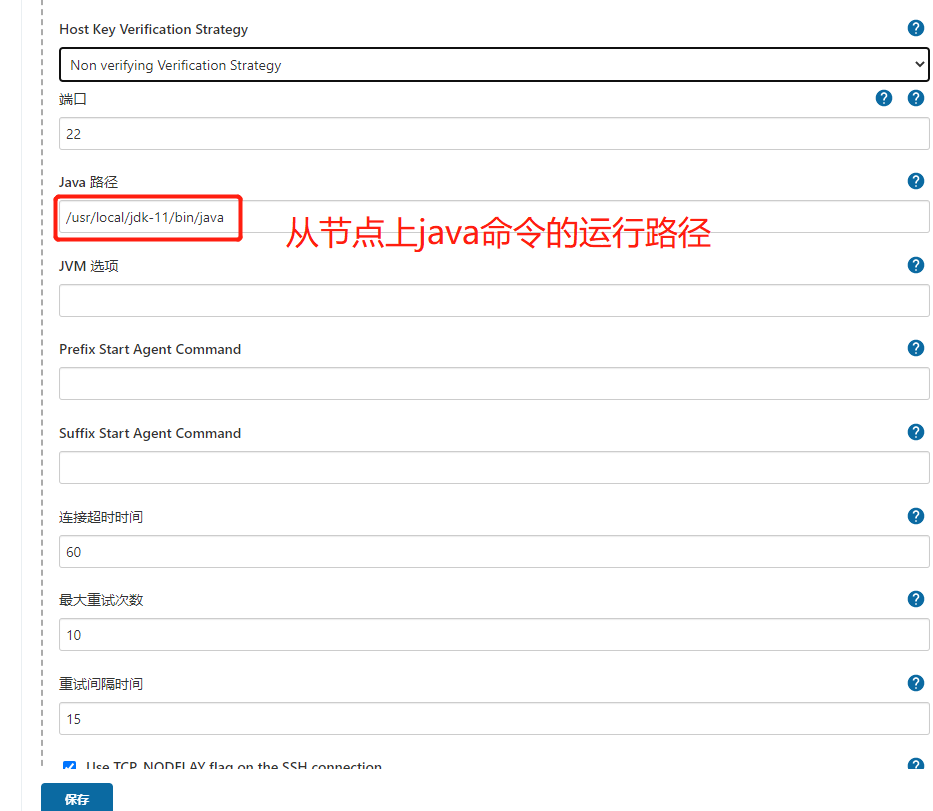 Host Key Verification Strategy
Non verifying Verification Strategy
端口
22
Java 路径
/usr/local/jdk-11/bin/java
从节点上java命令的运行路径
JVM 选项
Prefix Start Agent Command
Suffix Start Agent Command
连接超时时间
60
最大重试次数
10
重试间隔时间
15
Use TCP_NODELAY flag on the SSH connection
保存